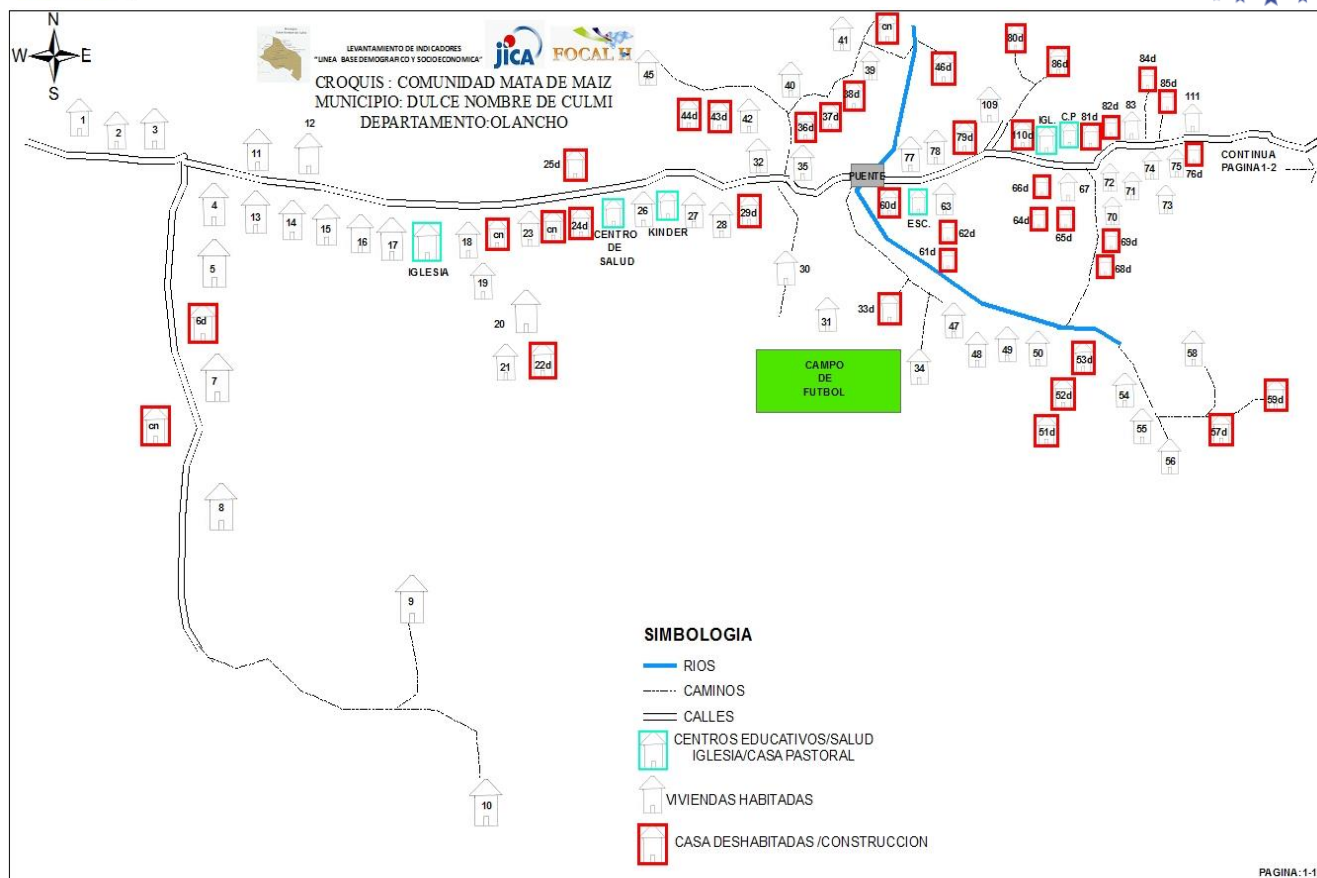 N
W E
S
LEVANTAMIENTO DE INDICADORES
"LINEA BASE DEMOGRAFICO Y SOCIOECONOMICA"
JICA
FOCAL II
CROQUIS : COMUNIDAD MATA DE MAIZ
MUNICIPIO: DULCE NOMBRE DE CULMI
DEPARTAMENTO:OLANCHO
1
2
3
11
12
25d
45
44d
43d
42
32
40
41
cn
39
38d
37d
36d
35
46d
PUENTE
77
78
79d
109
80d
86d
110d
IGL.
C.P
81d
82d
83
84d
85d
111
CONTINUA
PAGINA 1-2
4
13
14
15
16
17
IGLESIA
18
cn
23
cn
24d
CENTRO
DE
SALUD
26
KINDER
27
28
29d
60d
ESC.
63
62d
61d
66d
67
64d
65d
72
71
74
75
76d
73
70
69d
68d
5
6d
7
cn
8
19
20
21
22d
30
31
33d
34
47
48
49
50
53d
52d
51d
54
55
56
58
57d
59d
CAMPO
DE
FUTBOL
9
10
SIMBOLOGIA
RIOS
CAMINOS
CALLES
CENTROS EDUCATIVOS/SALUD
IGLESIA/CASA PASTORAL
VIVIENDAS HABITADAS
CASA DESHABITADAS /CONSTRUCCION
PAGINA: 1-1